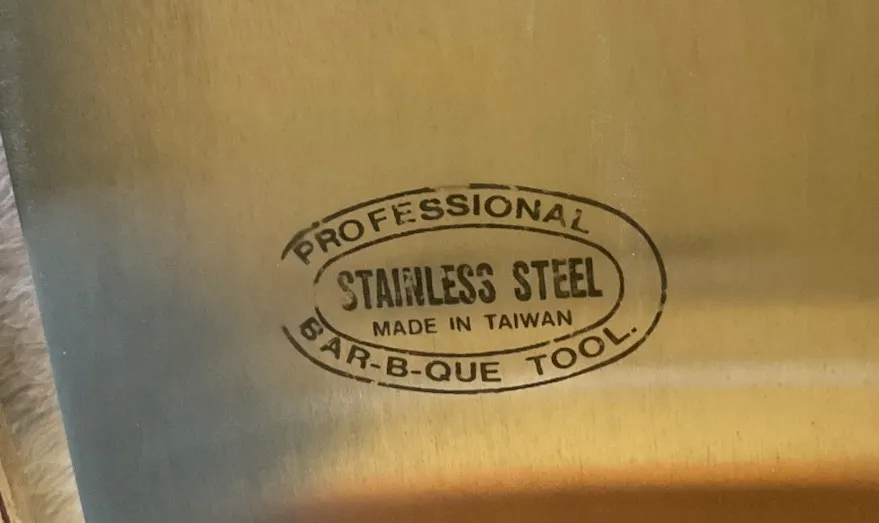 PROFESSIONAL
STAINLESS STEEL
MADE IN TAIWAN
BAR-B-QUE TOOL.